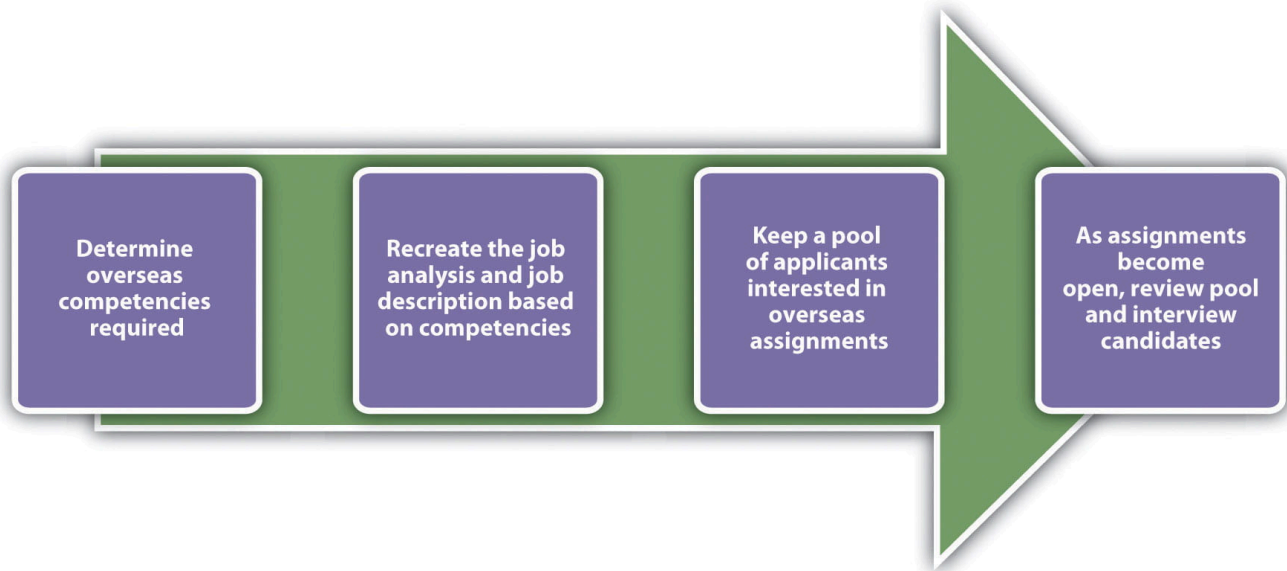 Determine
overseas
competencies
required
Recreate the job
analysis and job
description based
on competencies
Keep a pool
of applicants
interested in
overseas
assignments
As assignments
become
open, review pool
and interview
candidates